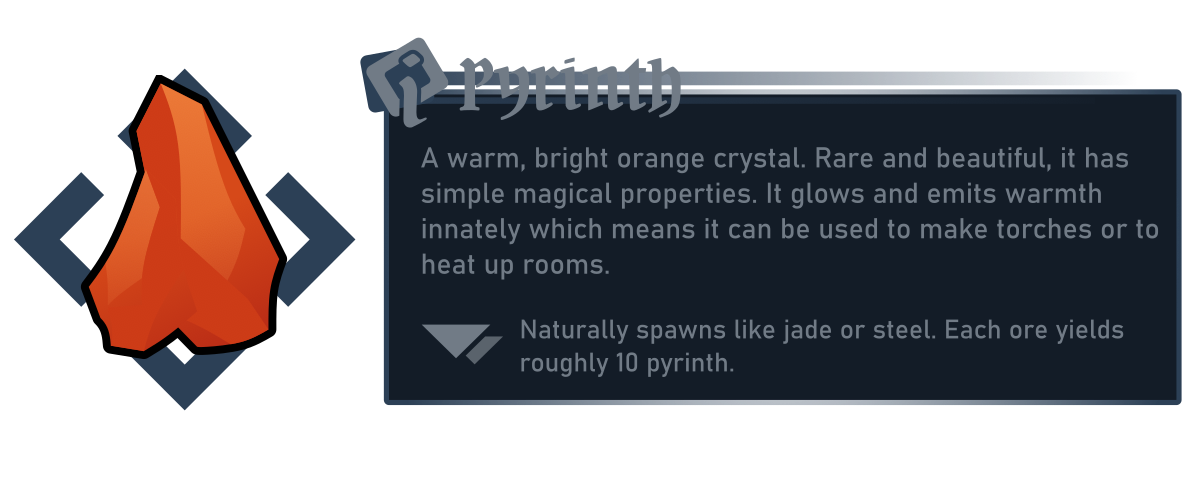 Pyrinth
A warm, bright orange crystal. Rare and beautiful, it has
simple magical properties. It glows and emits warmth
innately which means it can be used to make torches or to
heat up rooms.
Naturally spawns like jade or steel. Each ore yields
roughly 10 pyrinth.